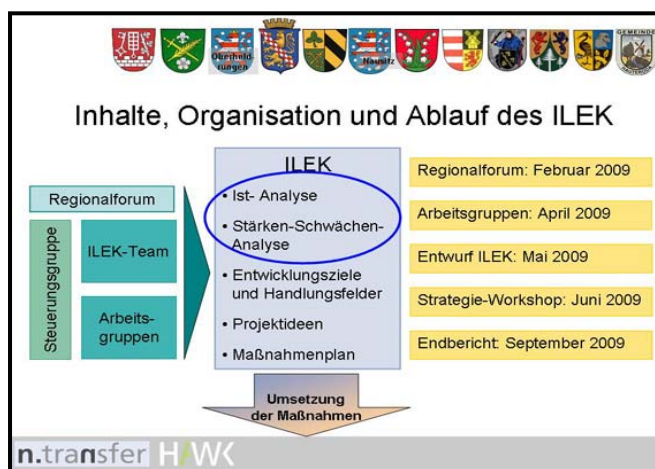 Oberheld-
rungen
Nausitz
GEMEINDE
Inhalte, Organisation und Ablauf des ILEK
Regionalforum
Steuerungsgruppe
ILEK-Team
Arbeits-
gruppen
ILEK
• Ist- Analyse
• Stärken-Schwächen-
Analyse
• Entwicklungsziele
und Handlungsfelder
• Projektideen
• Maßnahmenplan
Umsetzung
der Maßnahmen
Regionalforum: Februar 2009
Arbeitsgruppen: April 2009
Entwurf ILEK: Mai 2009
Strategie-Workshop: Juni 2009
Endbericht: September 2009
n.transfer HAWK